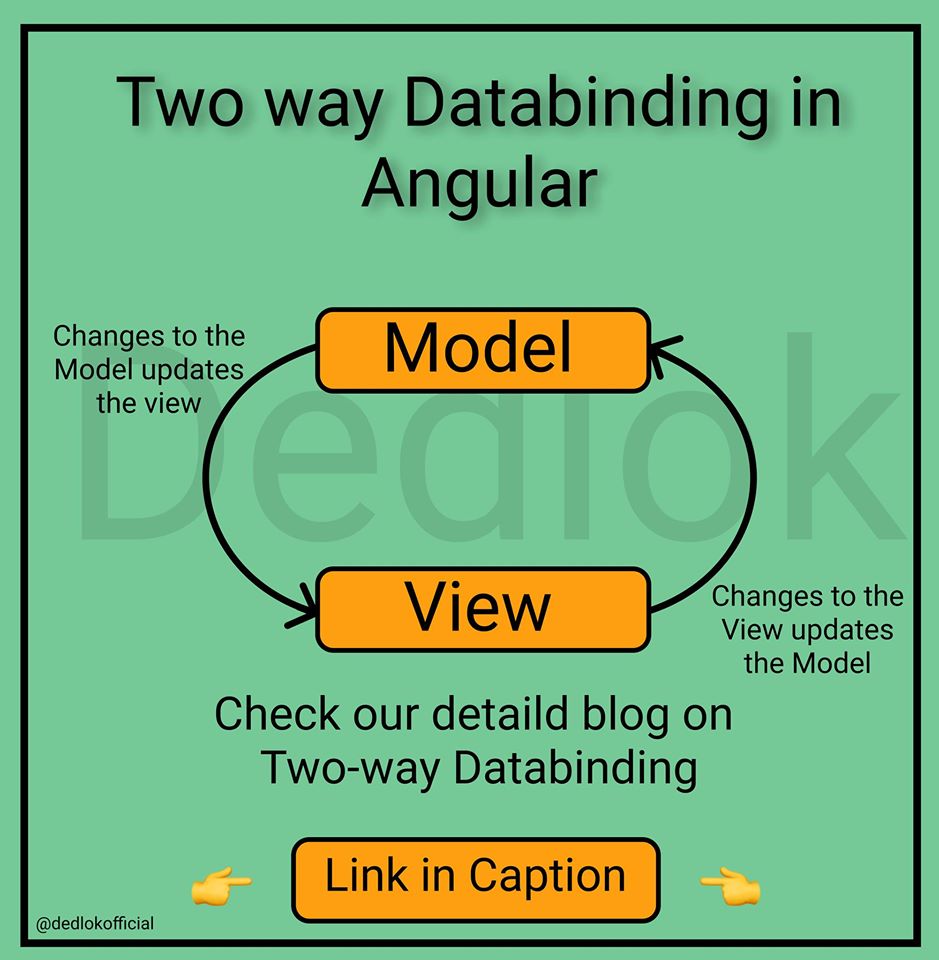 Two way Databinding in
Angular
Model
Changes to the
Model updates
the view
Dedlok
View
Changes to the
View updates
the Model
Check our detaild blog on
Two-way Databinding
Link in Caption
@dedlokofficial